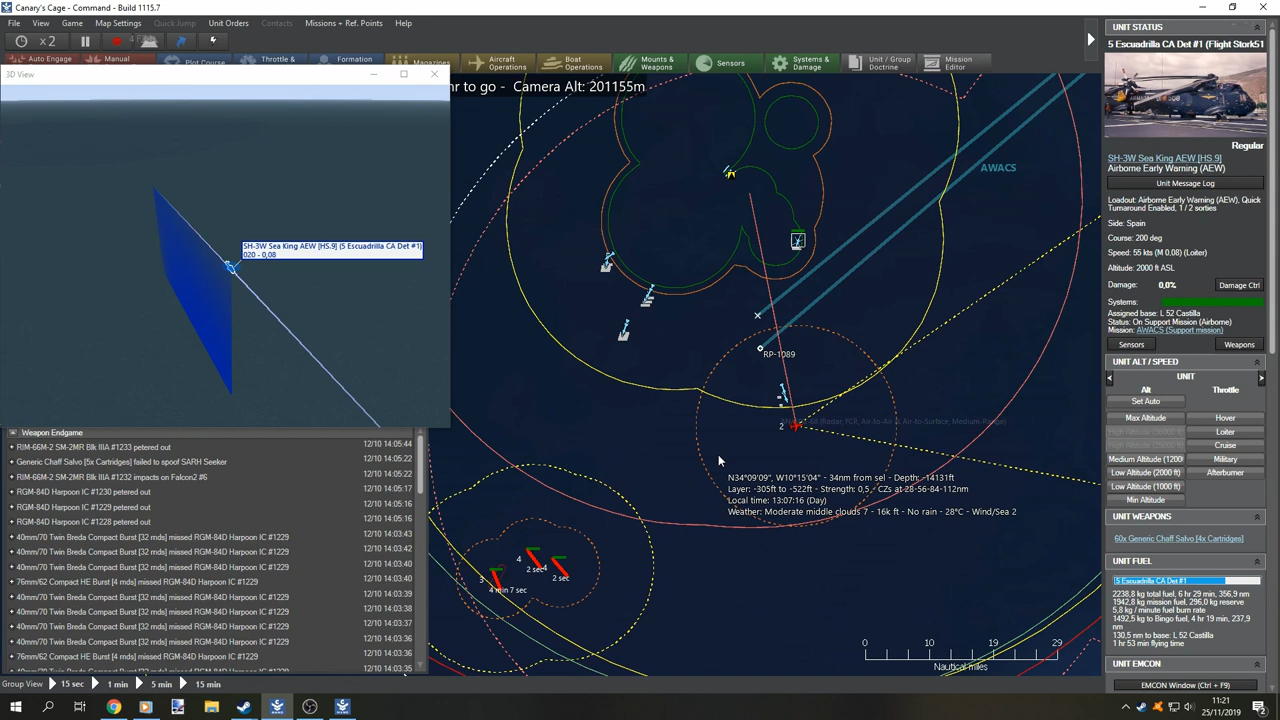 Canary's Cage - Command - Build 1115.7
File View Game Map Settings Quick Jump Unit Orders Contacts Missions + Ref. Points Help
x 2
Auto Engage Manual Plot Course Throttle & Formation Magazines Aircraft Operations Boat Operations Mounts & Weapons Sensors Systems & Damage Unit / Group Doctrine Mission Editor
3D View
hr to go - Camera Alt: 201155m
SH-3W Sea King AEW [HS.9] (5 Escuadrilla CA Det #1)
020 - 0,08
AWACS
RP-1089
2
N34°09'09", W10°15'04" - 34nm from sel - Depth: -14131ft
Layer: -305ft to -522ft - Strength: 0,5 - CZs at 28-56-84-112nm
Local time: 13:07:16 (Day)
Weather: Moderate middle clouds 7 - 16k ft - No rain - 28°C - Wind/Sea 2
4
2 sec
4
2 sec
3
4 min 7 sec
0 10 19 29
Nautical miles
Weapon Endgame
RIM-66M-2 SM-2MR Blk IIIA #1233 petered out 12/10 14:05:44
Generic Chaff Salvo [5x Cartridges] failed to spoof SARH Seeker 12/10 14:05:22
RIM-66M-2 SM-2MR Blk IIIA #1232 impacts on Falcon2 #6 12/10 14:05:22
RGM-84D Harpoon IC #1230 petered out 12/10 14:05:17
RGM-84D Harpoon IC #1229 petered out 12/10 14:05:16
RGM-84D Harpoon IC #1228 petered out 12/10 14:05:16
40mm/70 Twin Breda Compact Burst [32 rnds] missed RGM-84D Harpoon IC #1229 12/10 14:03:43
40mm/70 Twin Breda Compact Burst [32 rnds] missed RGM-84D Harpoon IC #1229 12/10 14:03:42
40mm/70 Twin Breda Compact Burst [32 rnds] missed RGM-84D Harpoon IC #1229 12/10 14:03:40
76mm/62 Compact HE Burst [4 rnds] missed RGM-84D Harpoon IC #1229 12/10 14:03:40
40mm/70 Twin Breda Compact Burst [32 rnds] missed RGM-84D Harpoon IC #1229 12/10 14:03:39
40mm/70 Twin Breda Compact Burst [32 rnds] missed RGM-84D Harpoon IC #1229 12/10 14:03:38
40mm/70 Twin Breda Compact Burst [32 rnds] missed RGM-84D Harpoon IC #1229 12/10 14:03:37
76mm/62 Compact HE Burst [4 rnds] missed RGM-84D Harpoon IC #1229 12/10 14:03:36
40mm/70 Twin Breda Compact Burst [32 rnds] missed RGM-84D Harpoon IC #1229 12/10 14:03:35
Group View 15 sec 1 min 5 min 15 min
UNIT STATUS
5 Escuadrilla CA Det #1 (Flight Stork51
Regular
SH-3W Sea King AEW [HS.9]
Airborne Early Warning (AEW)
Unit Message Log
Loadout: Airborne Early Warning (AEW), Quick Turnaround Enabled, 1 / 2 sorties
Side: Spain
Course: 200 deg
Speed: 55 kts (M 0.08) (Loiter)
Altitude: 2000 ft ASL
Damage: 0,0% Damage Ctrl
Systems:
Assigned base: L 52 Castilla
Status: On Support Mission (Airborne)
Mission: AWACS (Support mission)
Sensors Weapons
UNIT ALT / SPEED
UNIT
Alt Throttle
Set Auto
Max Altitude Hover
Loiter
Medium Altitude (1200 Cruise
Low Altitude (2000 ft) Military
Low Altitude (1000 ft) Afterburner
Min Altitude
UNIT WEAPONS
60x Generic Chaff Salvo [4x Cartridges]
UNIT FUEL
5 Escuadrilla CA Det #1
2238,8 kg total fuel, 6 hr 29 min, 356,9 nm
1942,8 kg mission fuel, 296,0 kg reserve
5,8 kg / minute fuel burn rate
1492,5 kg to Bingo fuel, 4 hr 19 min, 237,9 nm
130,5 nm to base: L 52 Castilla
1 hr 53 min flying time
UNIT EMCON
EMCON Window (Ctrl + F9)
11:21
25/11/2019
2